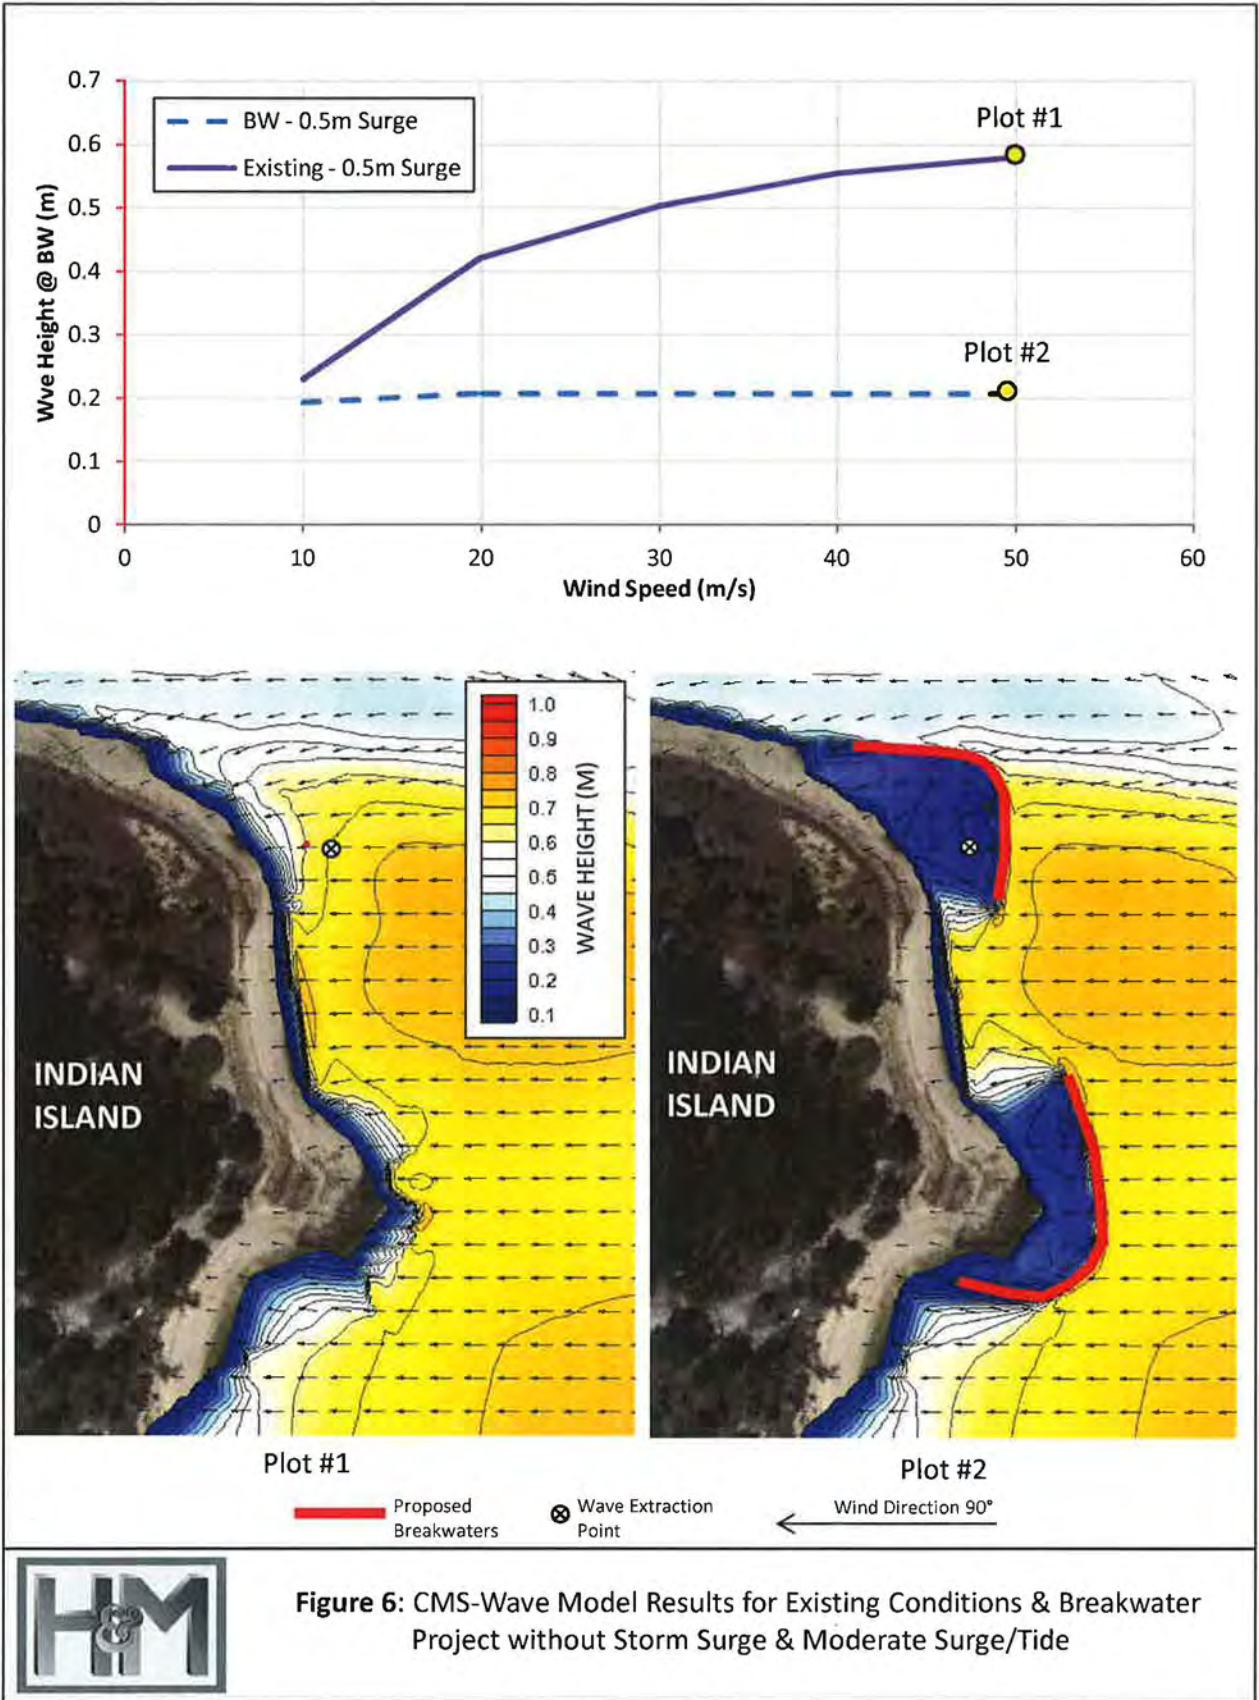 0.7
0.6
0.5
0.4
0.3
0.2
0.1
0
Wve Height @ BW (m)
BW - 0.5m Surge
Existing - 0.5m Surge
Plot #1
Plot #2
0 10 20 30 40 50 60
Wind Speed (m/s)
INDIAN
ISLAND
1.0
0.9
0.8
0.7
0.6
0.5
0.4
0.3
0.2
0.1
WAVE HEIGHT (M)
INDIAN
ISLAND
Plot #1
Plot #2
Proposed
Breakwaters
Wave Extraction
Point
Wind Direction 90°
H&M
Figure 6: CMS-Wave Model Results for Existing Conditions & Breakwater
Project without Storm Surge & Moderate Surge/Tide